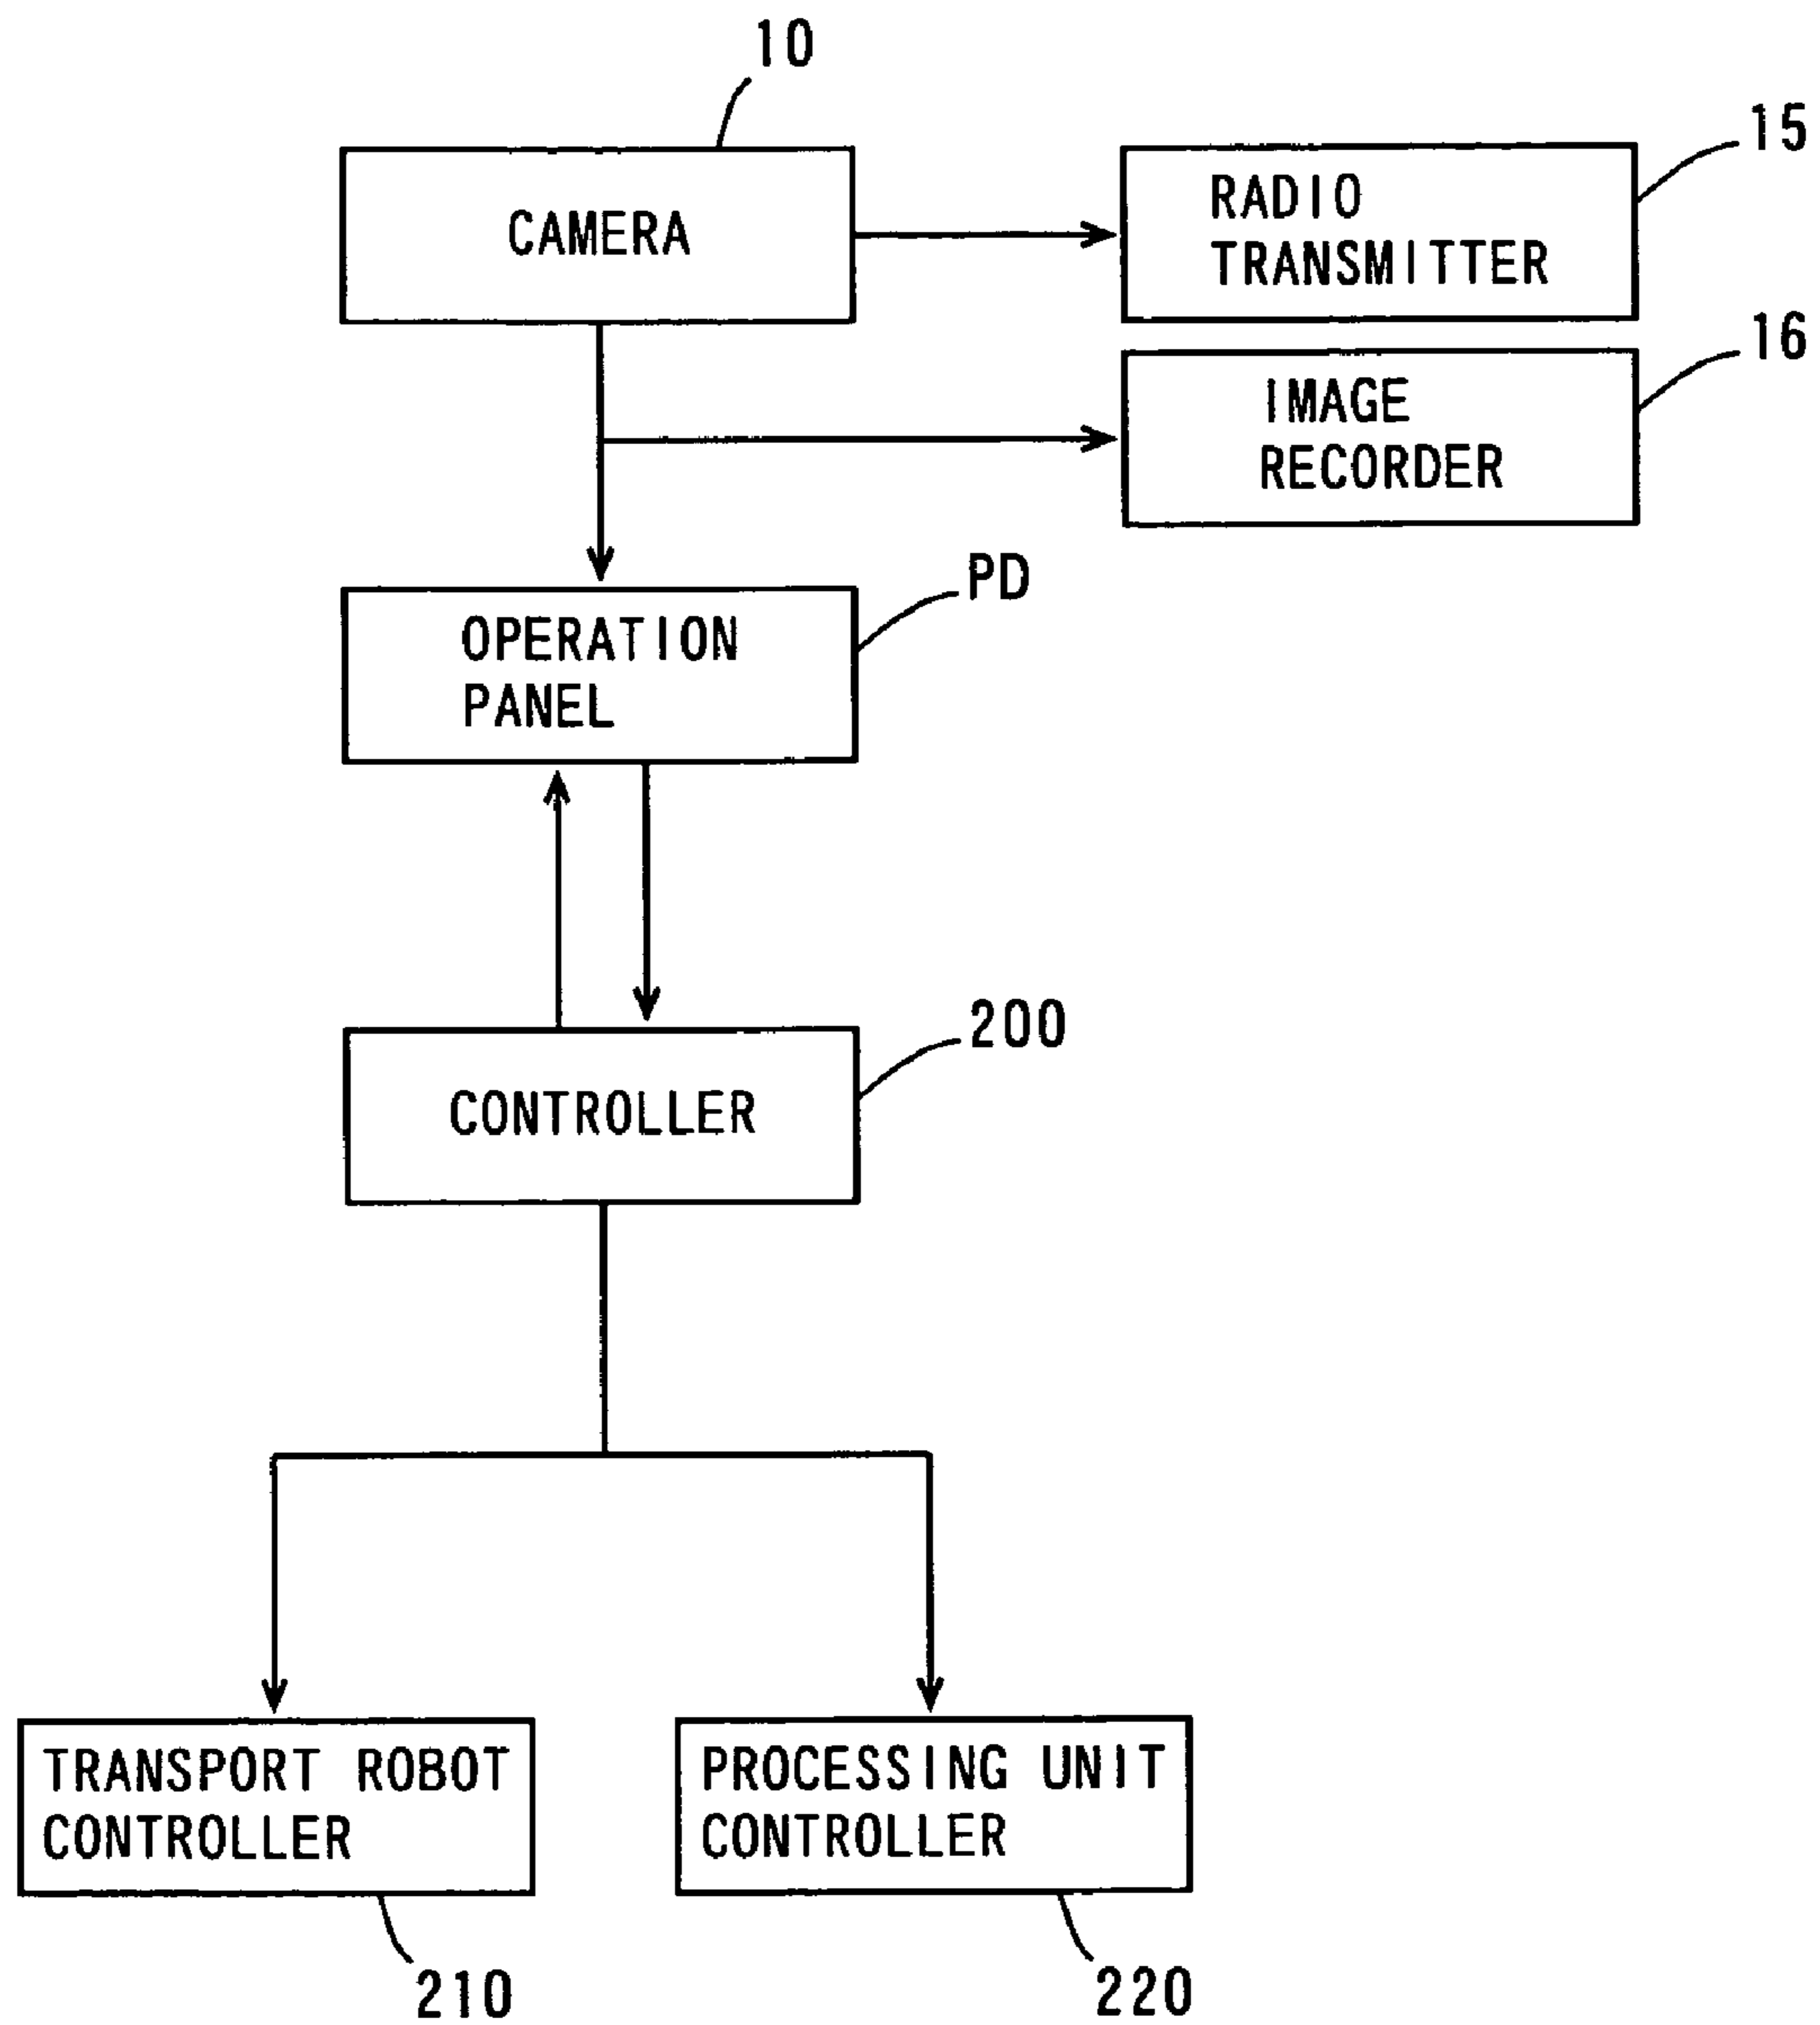 10
CAMERA
15
RADIO
TRANSMITTER
16
IMAGE
RECORDER
PD
OPERATION
PANEL
200
CONTROLLER
TRANSPORT ROBOT
CONTROLLER
210
PROCESSING UNIT
CONTROLLER
220